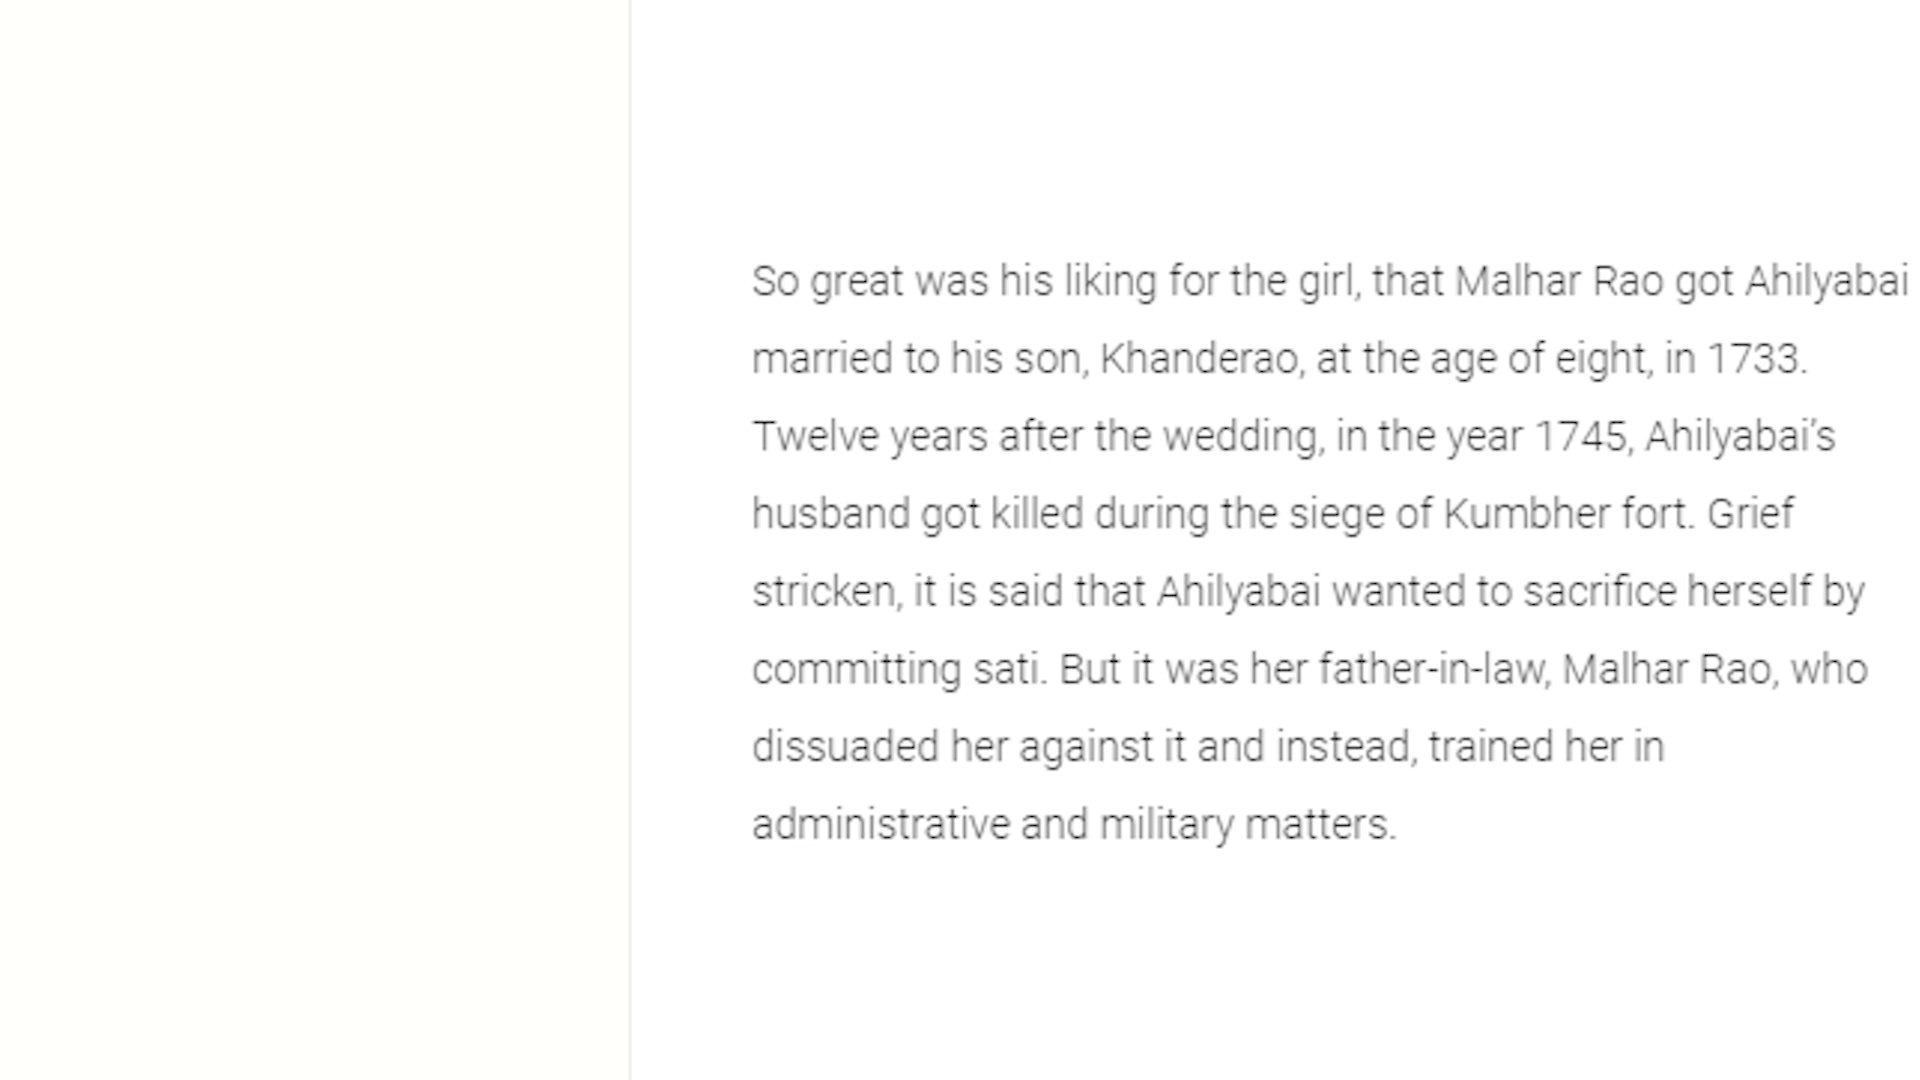 So great was his liking for the girl, that Malhar Rao got Ahilyabai
married to his son, Khanderao, at the age of eight, in 1733.
Twelve years after the wedding, in the year 1745, Ahilyabai’s
husband got killed during the siege of Kumbher fort. Grief
stricken, it is said that Ahilyabai wanted to sacrifice herself by
committing sati. But it was her father-in-law, Malhar Rao, who
dissuaded her against it and instead, trained her in
administrative and military matters.